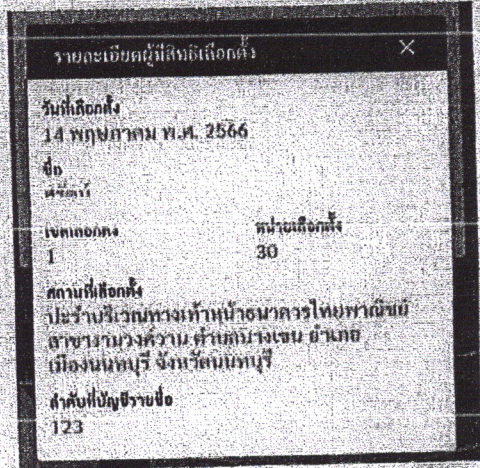 รายละเอียดผู้มีสิทธิเลือกตั้ง
วันที่เลือกตั้ง
14 พฤษภาคม พ.ศ. 2566
ชื่อ
เขตเลือกตั้ง
หน่วยเลือกตั้ง
1
30
สถานที่เลือกตั้ง
ปะรำบริเวณทางเท้าหน้าธนาคารไทยพาณิชย์
สาขางามวงศ์วาน ตำบลบางเขน อำเภอ
เมืองนนทบุรี จังหวัดนนทบุรี
ลำดับที่บัญชีรายชื่อ
123